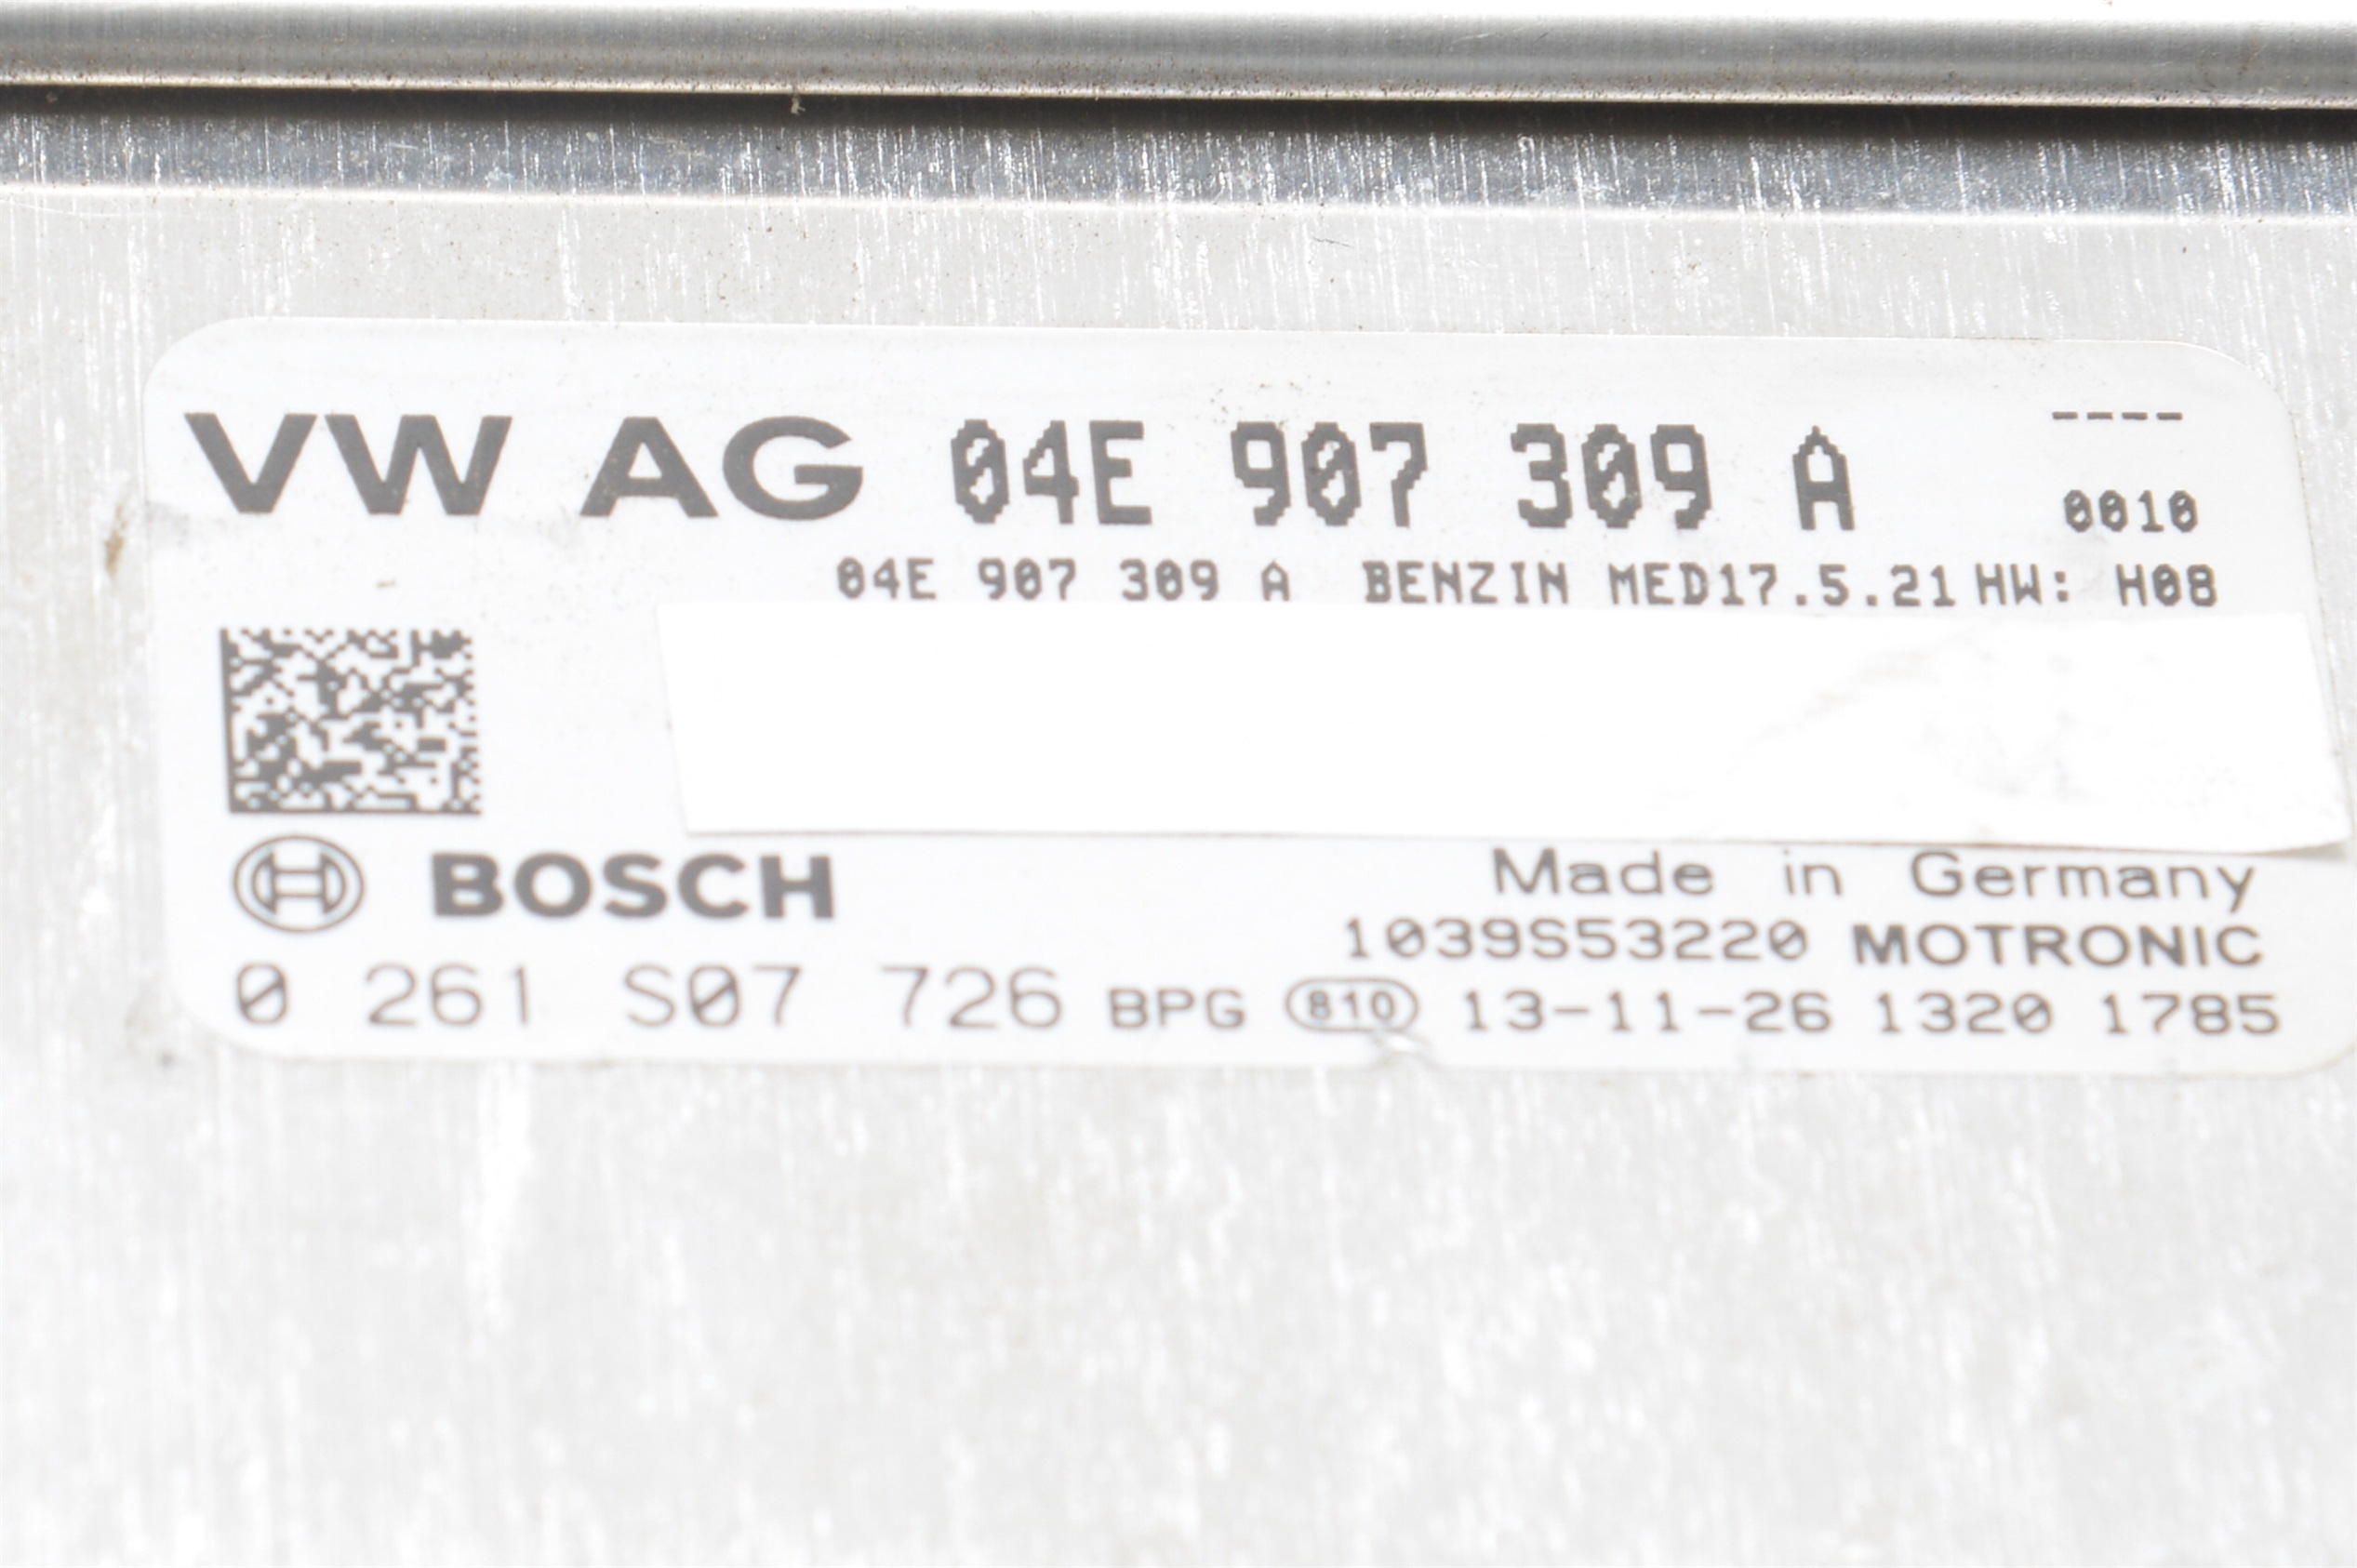 VW AG 04E 907 309 A ----
0010
04E 907 309 A BENZIN MED17.5.21 HW: H08
BOSCH
Made in Germany
1039S53220 MOTRONIC
0 261 S07 726 BPG 810 13-11-26 1320 1785